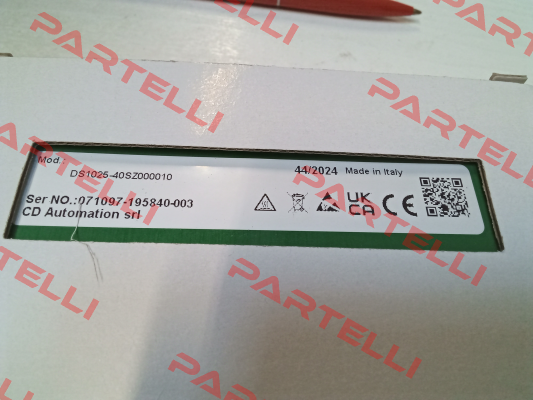 PARTELLI
PARTELLI
PARTELLI
Mod.:
DS1025-40SZ000010
44/2024 Made in Italy
Ser NO.:071097-195840-003
CD Automation srl
UK
CA
CE
PARTELLI
PARTELLI
PARTELLI
PARTELLI